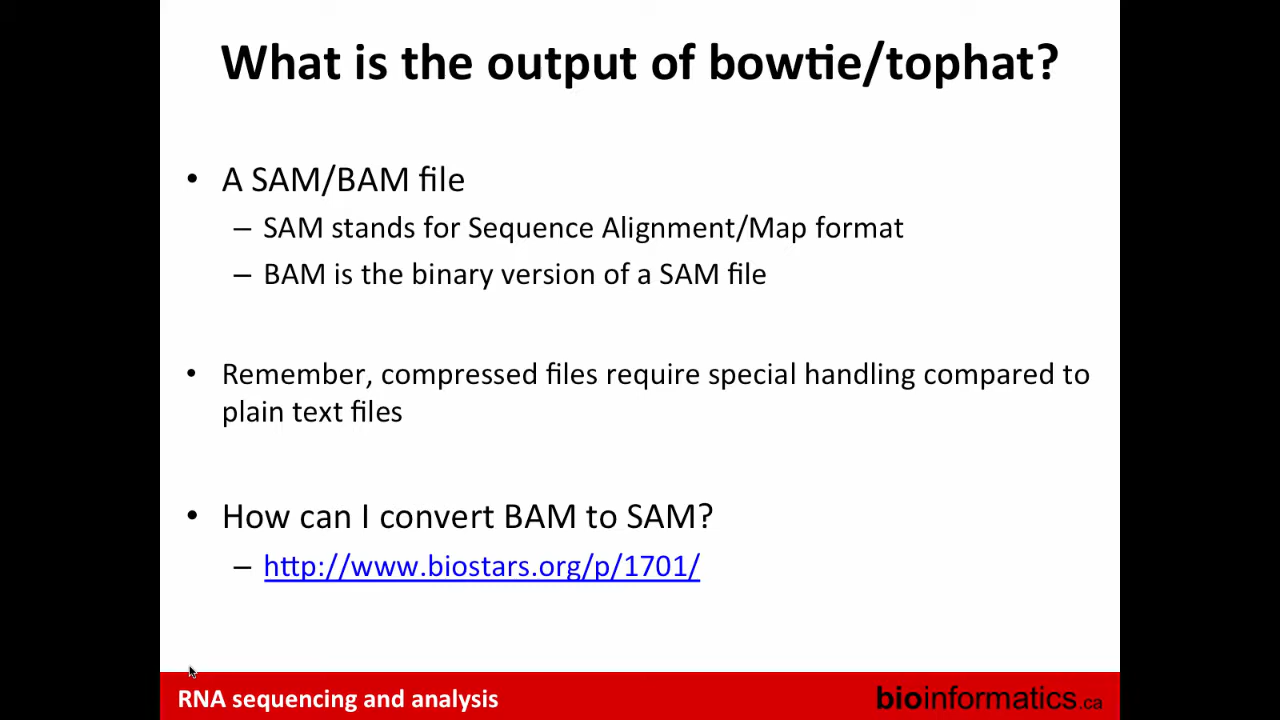 What is the output of bowtie/tophat?
• A SAM/BAM file
– SAM stands for Sequence Alignment/Map format
– BAM is the binary version of a SAM file
• Remember, compressed files require special handling compared to
plain text files
• How can I convert BAM to SAM?
– http://www.biostars.org/p/1701/
RNA sequencing and analysis
bioinformatics.ca